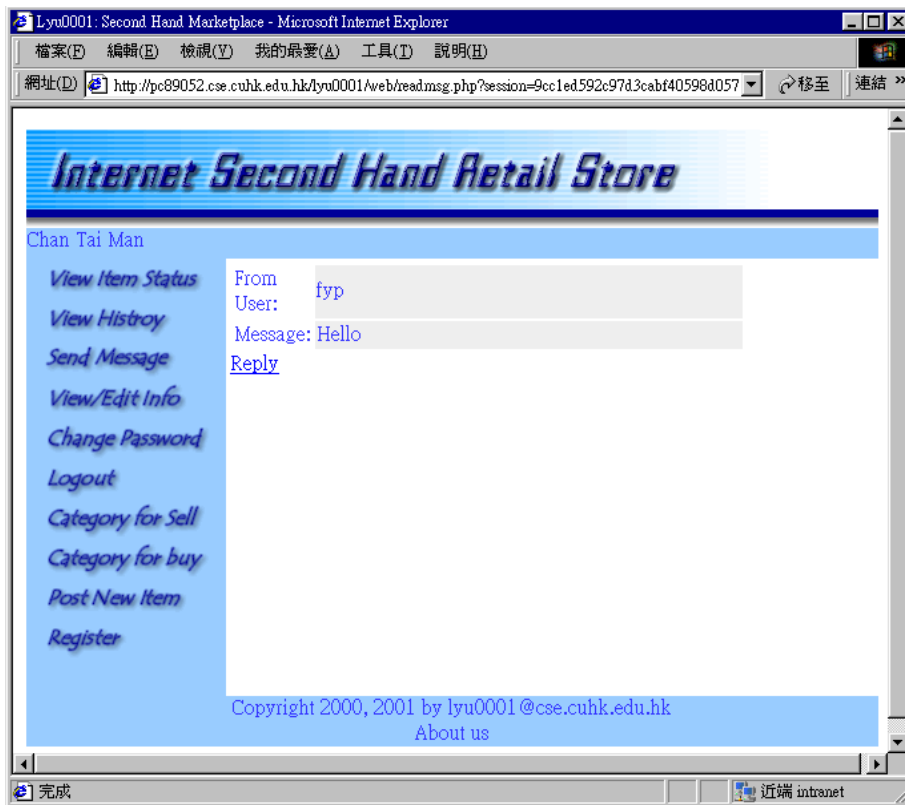 Lyu0001: Second Hand Marketplace - Microsoft Internet Explorer
檔案(F) 編輯(E) 檢視(V) 我的最愛(A) 工具(T) 說明(H)
網址(D) http://pc89052.cse.cuhk.edu.hk/lyu0001/web/readmsg.php?session=9cc1ed592c97d3cabf40598d057 移至 連結 »
Internet Second Hand Retail Store
Chan Tai Man
View Item Status
View Histroy
Send Message
View/Edit Info
Change Password
Logout
Category for Sell
Category for buy
Post New Item
Register
From User: fyp
Message: Hello
Reply
Copyright 2000, 2001 by lyu0001@cse.cuhk.edu.hk
About us
完成 近端 intranet